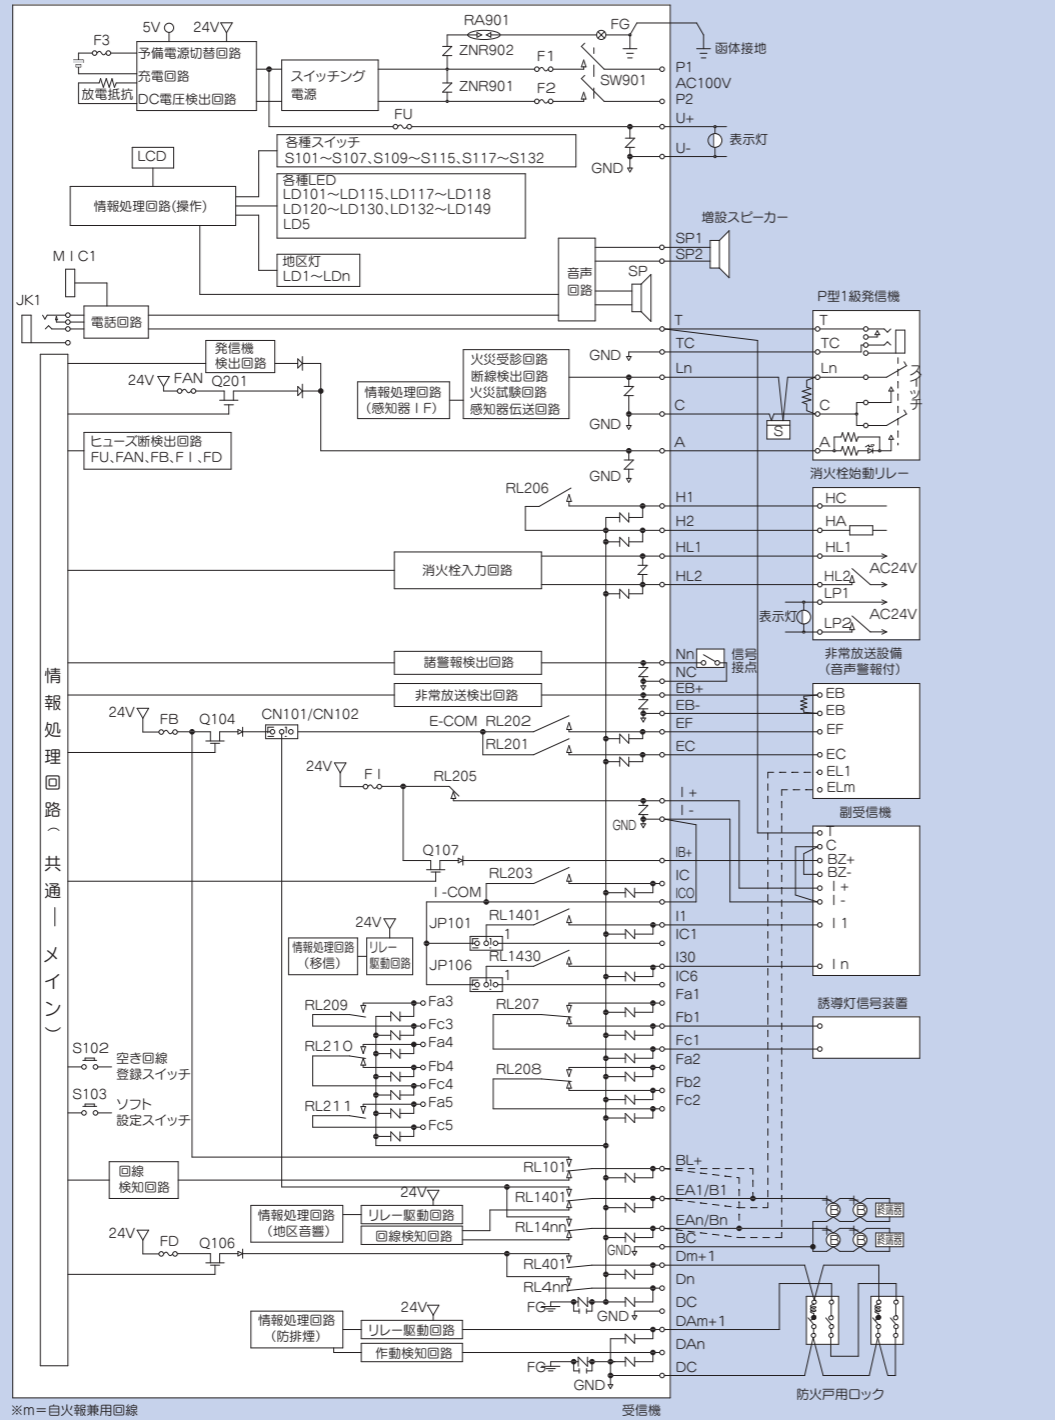 RA901
FG
5V
24V
F3
予備電源切替回路
ZNR902
函体接地
充電回路
F1
P1
スイッチング
電源
放電抵抗
DC電圧検出回路
ZNR901
SW901
AC100V
F2
P2
FU
U+
表示灯
各種スイッチ
S101～S107、S109～S115、S117～S132
U-
GND
LCD
各種LED
LD101～LD115、LD117～LD118
LD120～LD130、LD132～LD149
LD5
情報処理回路(操作)
増設スピーカー
SP1
SP2
MIC1
地区灯
LD1～LDn
音声
回路
SP
JK1
電話回路
P型1級発信機
T
T
発信機
検出回路
GND
TC
TC
火災受診回路
断線検出回路
火災試験回路
感知器伝送回路
Ln
Ln
スイッチ
24V
FAN
Q201
情報処理回路
(感知器IF)
C
C
GND
S
ヒューズ断検出回路
FU、FAN、FB、FI、FD
A
A
GND
消火栓始動リレー
RL206
H1
HC
H2
HA
消火栓入力回路
HL1
HL1
AC24V
HL2
HL2
LP1
表示灯
AC24V
LP2
諸警報検出回路
Nn
信号
接点
NC
非常放送設備
(音声警報付)
非常放送検出回路
EB+
EB
EB-
EB
24V
FB
Q104
CN101/CN102
E-COM
RL202
EF
EF
RL201
EC
EC
EL1
ELm
24V
FI
RL205
I+
I-
GND
副受信機
T
C
Q107
IB+
BZ+
BZ-
RL203
IC
I+
I-COM
ICO
I-
24V
JP101
RL1401
1
I1
I1
IC1
情報処理回路
(移信)
リレー
駆動回路
JP106
RL1430
1
I30
In
IC6
RL209
Fa3
RL207
Fa1
誘導灯信号装置
Fc3
Fb1
RL210
Fa4
Fc1
Fb4
RL208
Fa2
Fc4
Fb2
RL211
Fa5
Fc2
Fc5
情報処理回路(共通ーメイン)
S102
空き回線
登録スイッチ
S103
ソフト
設定スイッチ
回線
検知回路
RL101
BL+
24V
RL1401
EA1/B1
B
B
終端器
情報処理回路
(地区音響)
リレー駆動回路
回線検知回路
RL14nn
EAn/Bn
B
B
終端器
BC
GND
24V
FD
Q106
RL401
Dm+1
RL4nn
Dn
FG
GND
DC
情報処理回路
(防排煙)
24V
リレー駆動回路
DAm+1
作動検知回路
DAn
FG
GND
DC
防火戸用ロック
※m＝自火報兼用回線
受信機